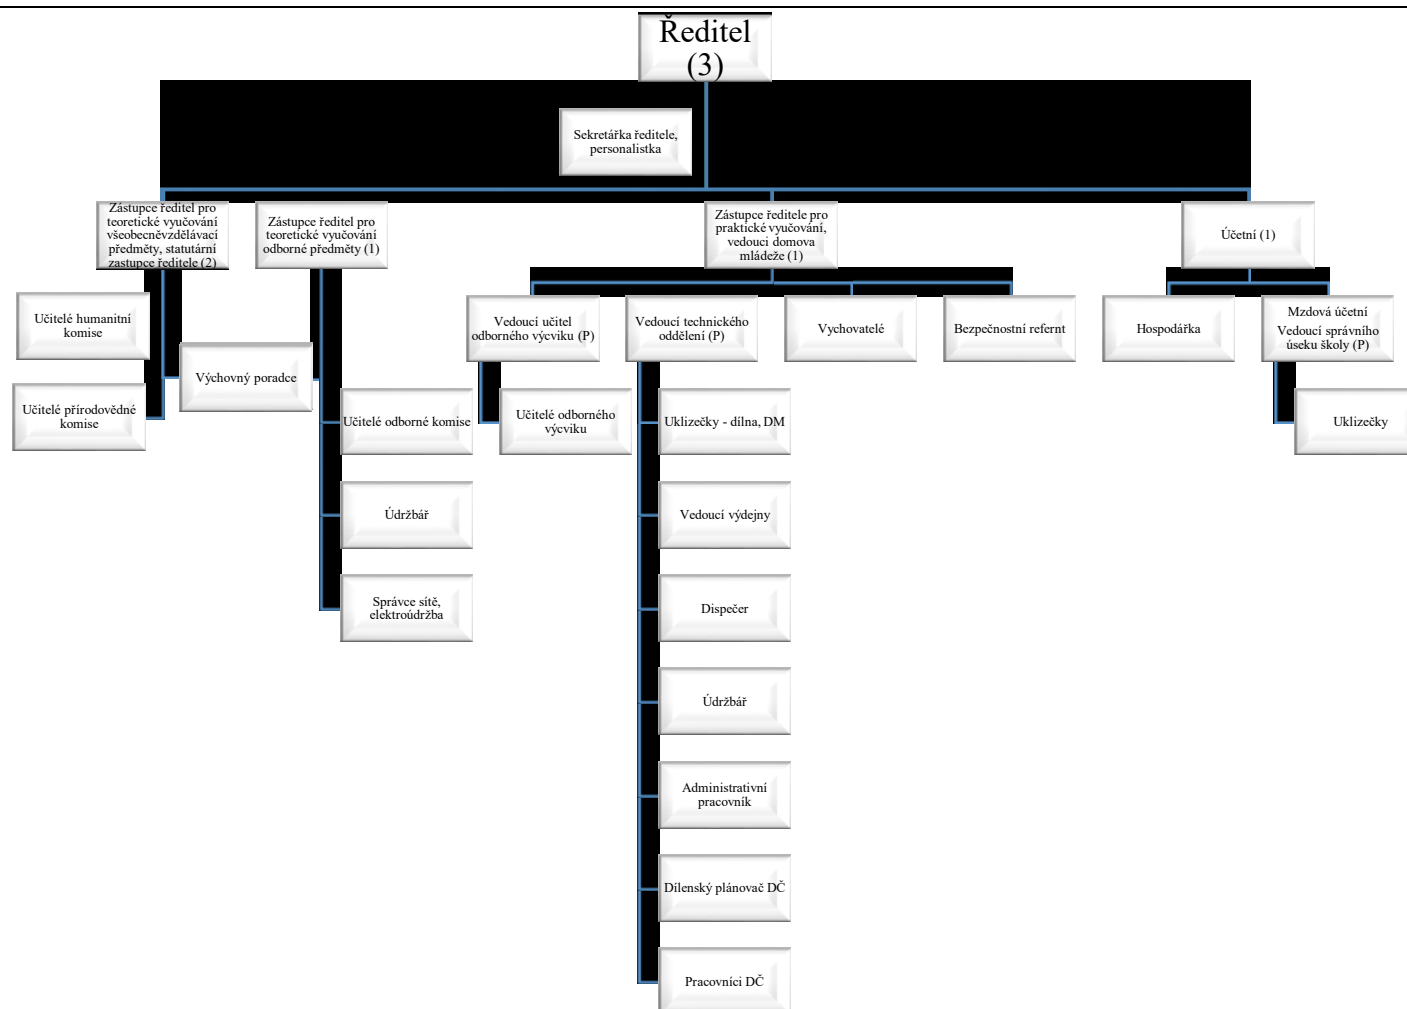 Ředitel
(3)
Sekretářka ředitele,
personalistka
Zástupce ředitel pro
teoretické vyučování
všeobecněvzdělávací
předměty, statutární
zastupce ředitele (2)
Zástupce ředitel pro
teoretické vyučování
odborné předměty (1)
Zástupce ředitele pro
praktické vyučování,
vedouci domova
mládeže (1)
Účetní (1)
Učitelé humanitní
komise
Učitelé přírodovědné
komise
Výchovný poradce
Učitelé odborné komise
Údržbář
Správce sítě,
elektroúdržba
Vedoucí učitel
odborného výcviku (P)
Učitelé odborného
výcviku
Vedoucí technického
oddělení (P)
Uklizečky - dílna, DM
Vedoucí výdejny
Dispečer
Údržbář
Administrativní
pracovník
Dílenský plánovač DČ
Pracovníci DČ
Vychovatelé
Bezpečnostní refernt
Hospodářka
Mzdová účetní
Vedoucí správního
úseku školy (P)
Uklizečky